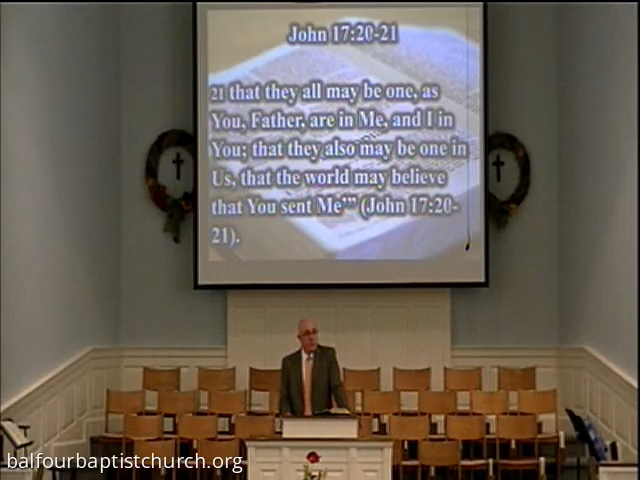 John 17:20-21
21 that they all may be one, as
You, Father, are in Me, and I in
You; that they also may be one in
Us, that the world may believe
that You sent Me'" (John 17:20-
21).
balfourbaptistchurch.org